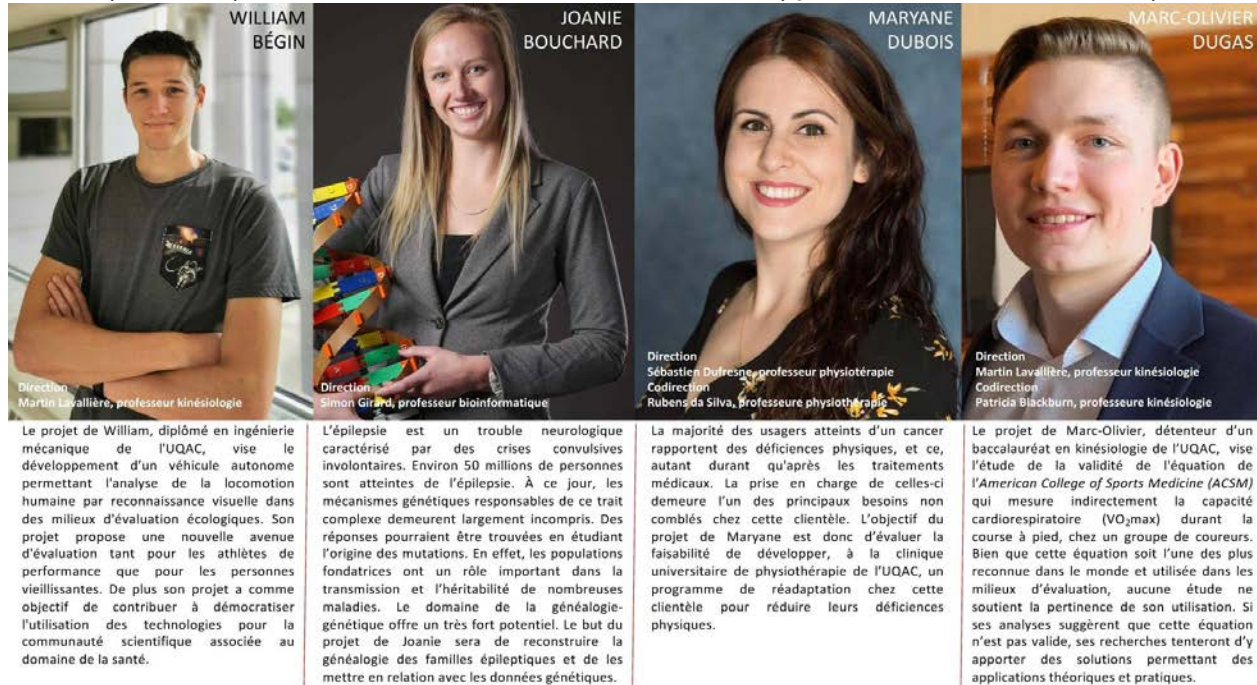 WILLIAM
BÉGIN
Direction
Martin Lavallière, professeur kinésiologie
Le projet de William, diplômé en ingénierie
mécanique de l'UQAC, vise le
développement d'un véhicule autonome
permettant l'analyse de la locomotion
humaine par reconnaissance visuelle dans
des milieux d'évaluation écologiques. Son
projet propose une nouvelle avenue
d'évaluation tant pour les athlètes de
performance que pour les personnes
vieillissantes. De plus son projet a comme
objectif de contribuer à démocratiser
l'utilisation des technologies pour la
communauté scientifique associée au
domaine de la santé.
JOANIE
BOUCHARD
Direction
Simon Girard, professeur bioinformatique
L'épilepsie est un trouble neurologique
caractérisé par des crises convulsives
involontaires. Environ 50 millions de personnes
sont atteintes de l'épilepsie. À ce jour, les
mécanismes génétiques responsables de ce trait
complexe demeurent largement incompris. Des
réponses pourraient être trouvées en étudiant
l'origine des mutations. En effet, les populations
fondatrices ont un rôle important dans la
transmission et l'héritabilité de nombreuses
maladies. Le domaine de la généalogie-
génétique offre un très fort potentiel. Le but du
projet de Joanie sera de reconstruire la
généalogie des familles épileptiques et de les
mettre en relation avec les données génétiques.
MARYANE
DUBOIS
Direction
Sébastien Dufresne, professeur physiotérapie
Codirection
Rubens da Silva, professeure physiothérapie
La majorité des usagers atteints d'un cancer
rapportent des déficiences physiques, et ce,
autant durant qu'après les traitements
médicaux. La prise en charge de celles-ci
demeure l'un des principaux besoins non
comblés chez cette clientèle. L'objectif du
projet de Maryane est donc d'évaluer la
faisabilité de développer, à la clinique
universitaire de physiothérapie de l'UQAC, un
programme de réadaptation chez cette
clientèle pour réduire leurs déficiences
physiques.
MARC-OLIVIER
DUGAS
Direction
Martin Lavallière, professeur kinésiologie
Codirection
Patricia Blackburn, professeure kinésiologie
Le projet de Marc-Olivier, détenteur d'un
baccalauréat en kinésiologie de l'UQAC, vise
l'étude de la validité de l'équation de
l'American College of Sports Medicine (ACSM)
qui mesure indirectement la capacité
cardiorespiratoire (VO₂max) durant la
course à pied, chez un groupe de coureurs.
Bien que cette équation soit l'une des plus
reconnue dans le monde et utilisée dans les
milieux d'évaluation, aucune étude ne
soutient la pertinence de son utilisation. Si
ses analyses suggèrent que cette équation
n'est pas valide, ses recherches tenteront d'y
apporter des solutions permettant des
applications théoriques et pratiques.